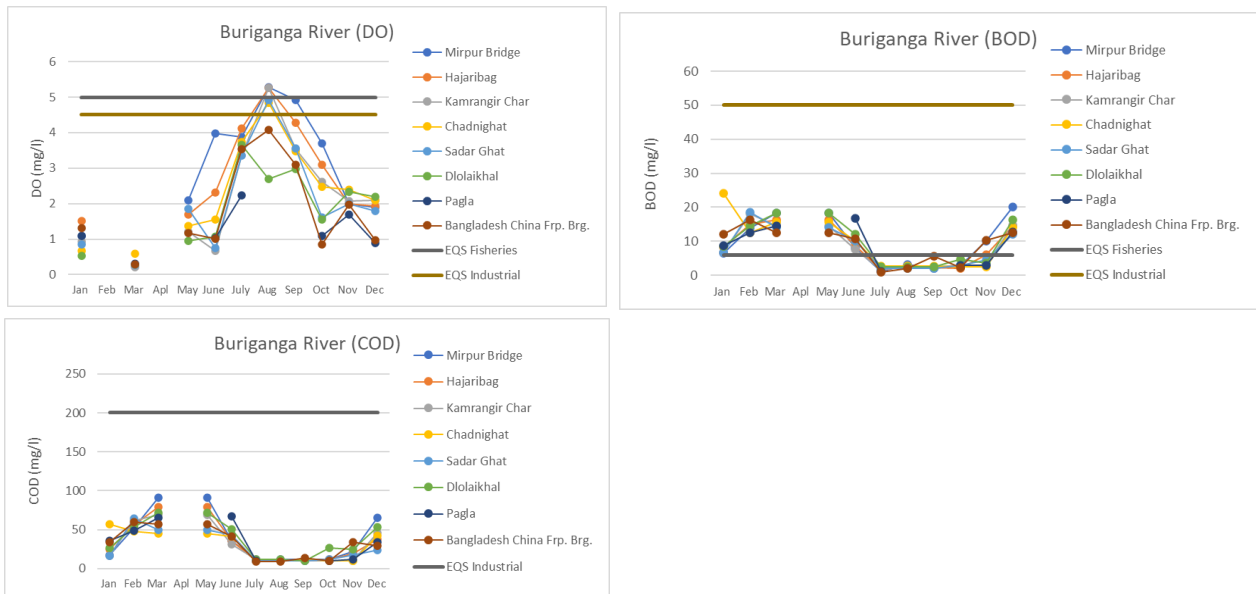 Buriganga River (DO)
6
5
4
3
2
1
0
DO (mg/l)
Jan Feb Mar Apl May June July Aug Sep Oct Nov Dec
Mirpur Bridge
Hajaribag
Kamrangir Char
Chadnighat
Sadar Ghat
Dlolaikhal
Pagla
Bangladesh China Frp. Brg.
EQS Fisheries
EQS Industrial
Buriganga River (BOD)
60
50
40
30
20
10
0
BOD (mg/l)
Jan Feb Mar Apl May June July Aug Sep Oct Nov Dec
Mirpur Bridge
Hajaribag
Kamrangir Char
Chadnighat
Sadar Ghat
Dlolaikhal
Pagla
Bangladesh China Frp. Brg.
EQS Fisheries
EQS Industrial
Buriganga River (COD)
250
200
150
100
50
0
COD (mg/l)
Jan Feb Mar Apl May June July Aug Sep Oct Nov Dec
Mirpur Bridge
Hajaribag
Kamrangir Char
Chadnighat
Sadar Ghat
Dlolaikhal
Pagla
Bangladesh China Frp. Brg.
EQS Industrial